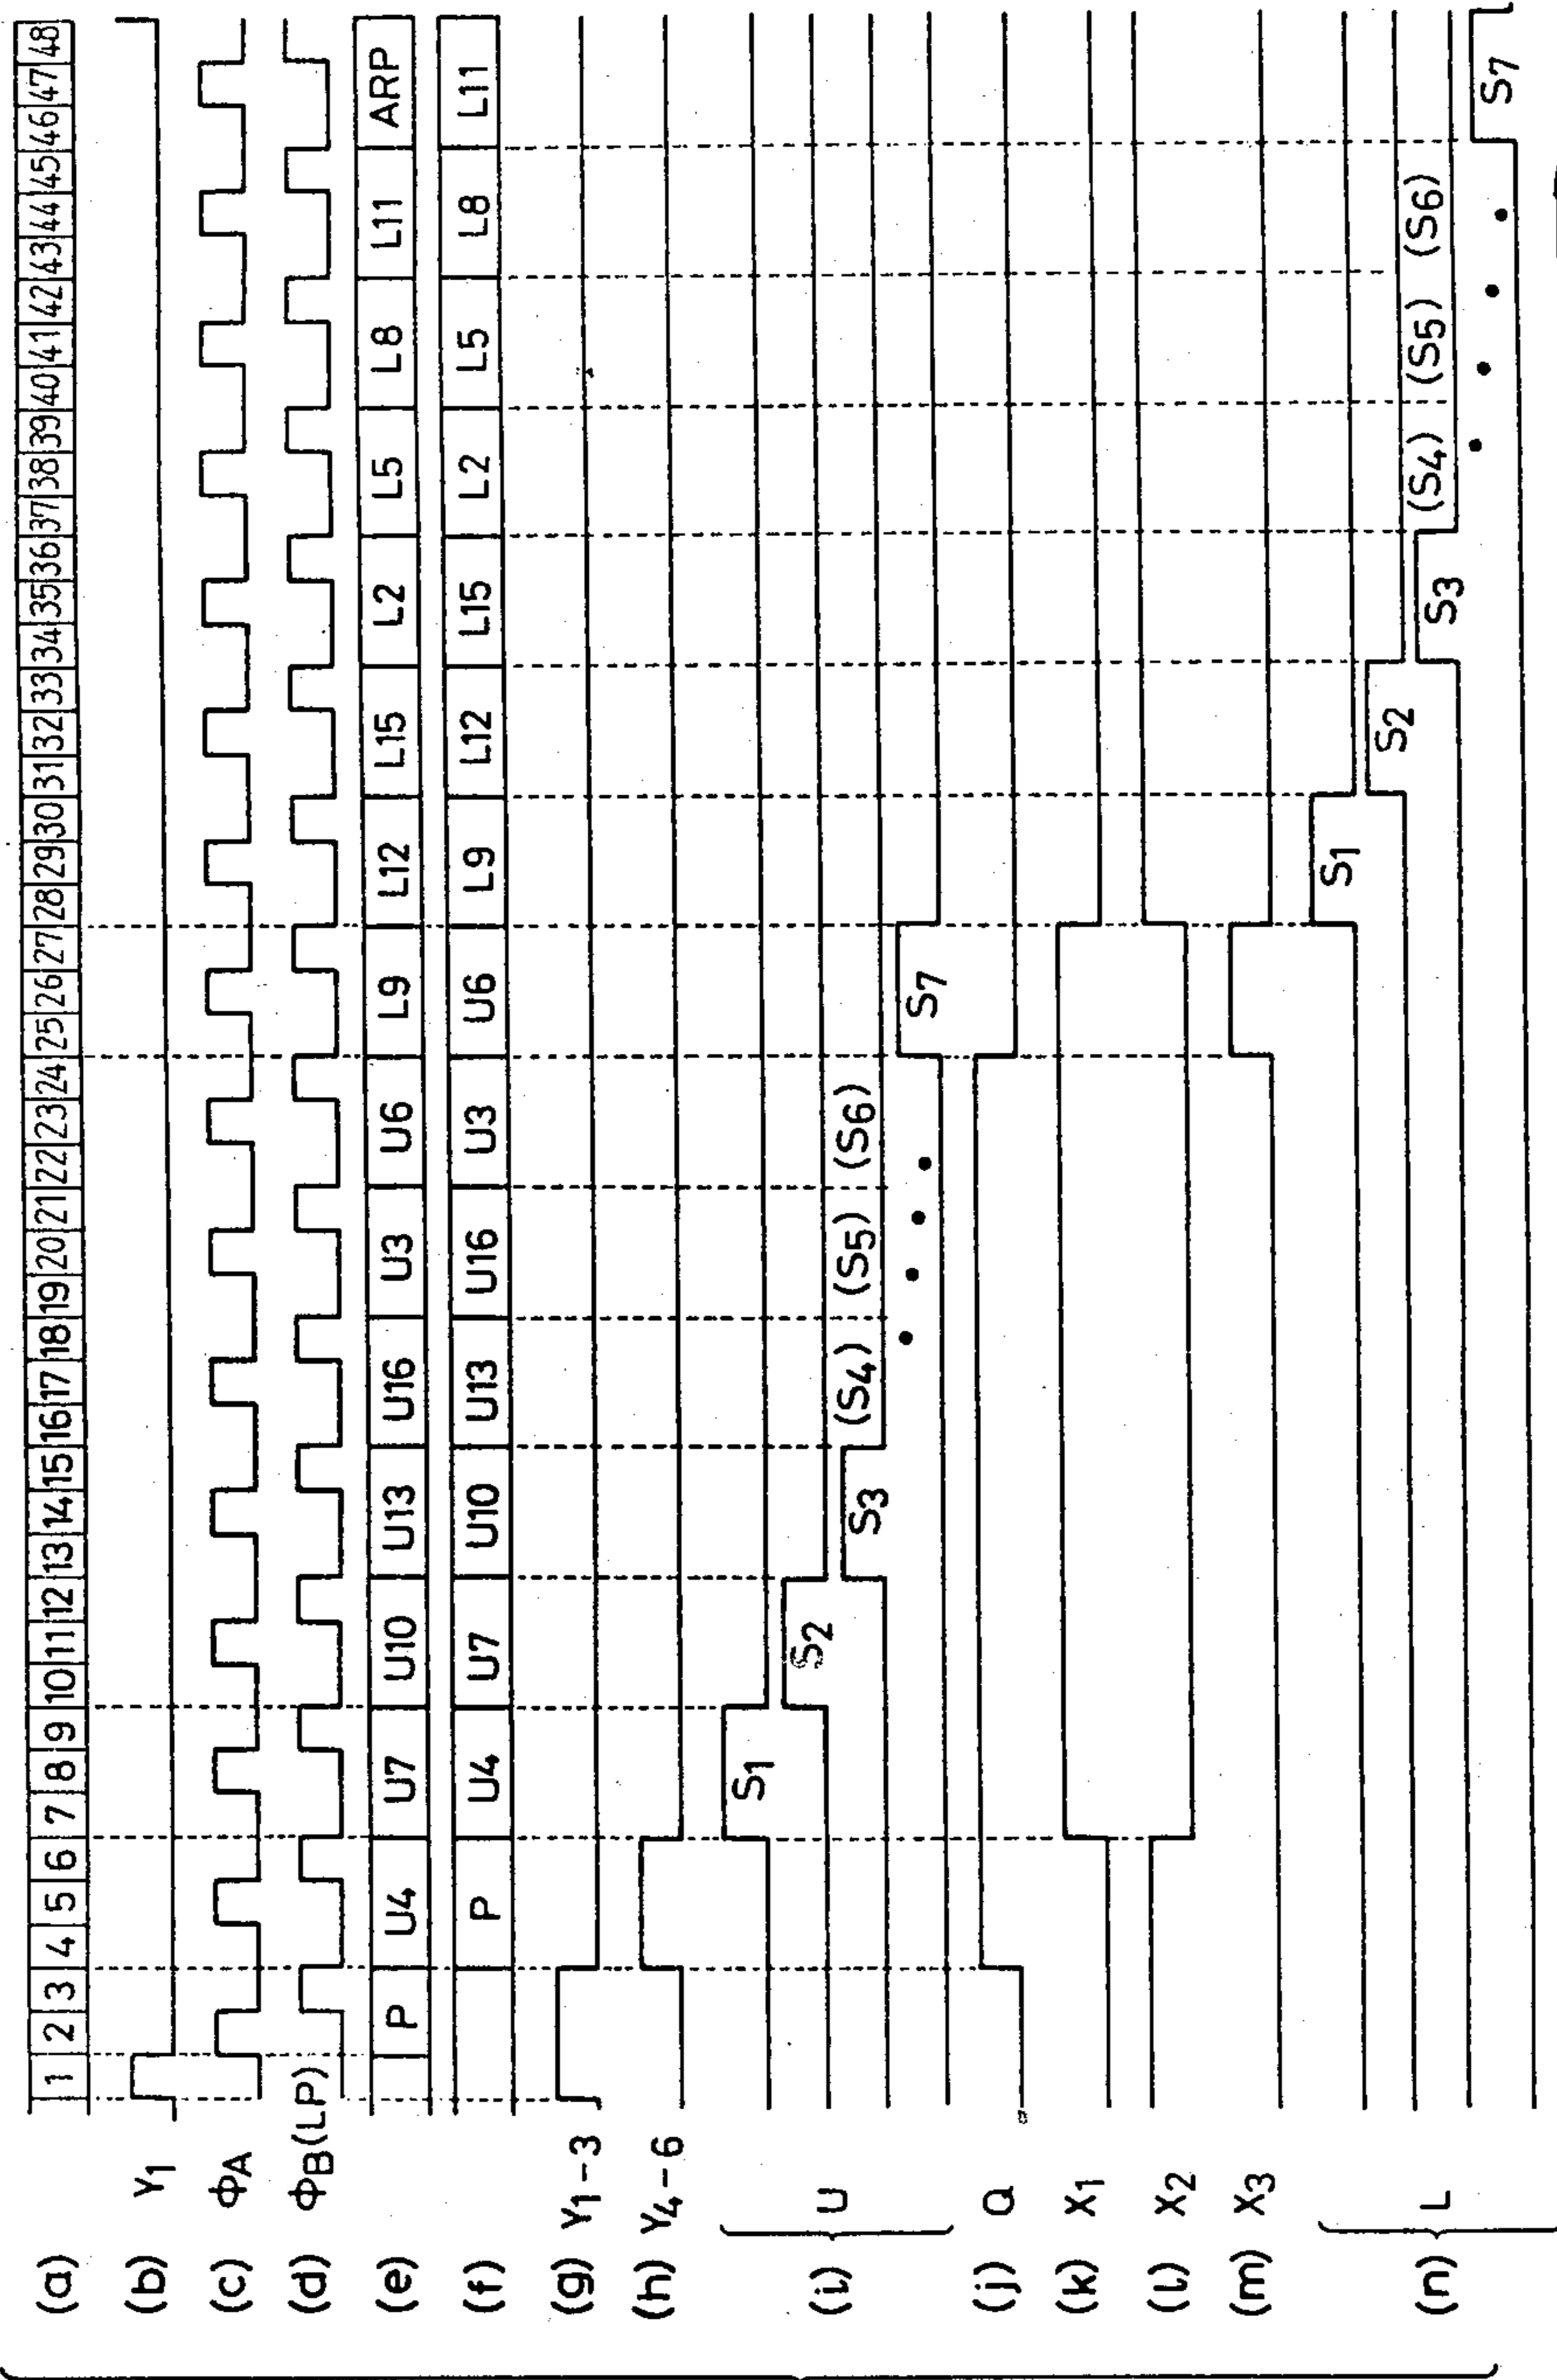 (a) 1 2 3 4 5 6 7 8 9 10 11 12 13 14 15 16 17 18 19 20 21 22 23 24 25 26 27 28 29 30 31 32 33 34 35 36 37 38 39 40 41 42 43 44 45 46 47 48
(b) Y1
(c) ΦA
(d) ΦB(LP)
(e) P U4 U7 U10 U13 U16 U3 U6 L9 L12 L15 L2 L5 L8 L11 ARP
(f) P U4 U7 U10 U13 U16 U3 U6 L9 L12 L15 L2 L5 L8 L11
(g) Y1-3
(h) Y4-6
(i) U S1 S2 S3 (S4) (S5) (S6) S7
(j) Q
(k) X1
(l) X2
(m) X3
(n) L S1 S2 S3 (S4) (S5) (S6) S7